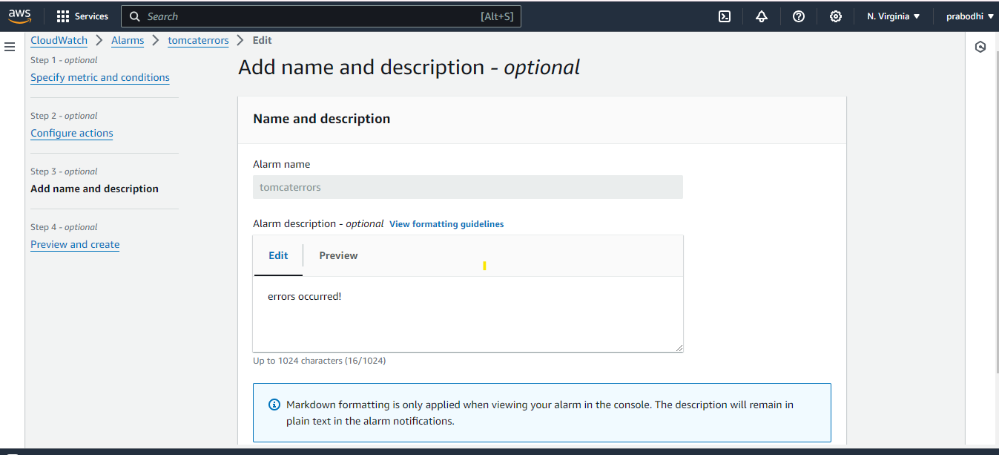 aws Services Search [Alt+S] N. Virginia prabodhi
CloudWatch Alarms tomcaterrors Edit
Step 1 - optional
Specify metric and conditions
Step 2 - optional
Configure actions
Step 3 - optional
Add name and description
Step 4 - optional
Preview and create
Add name and description - optional
Name and description
Alarm name
tomcaterrors
Alarm description - optional View formatting guidelines
Edit Preview
errors occurred!
Up to 1024 characters (16/1024)
Markdown formatting is only applied when viewing your alarm in the console. The description will remain in
plain text in the alarm notifications.